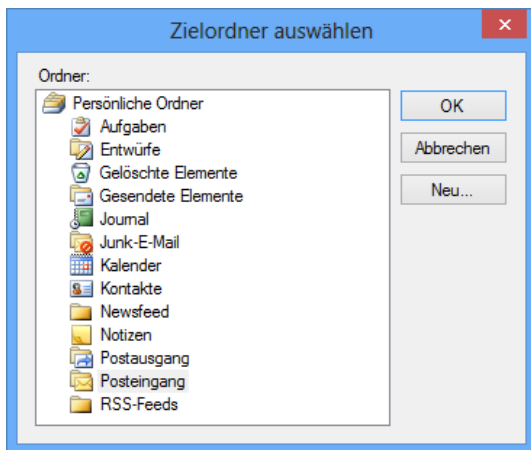 Zielordner auswählen
Ordner:
Persönliche Ordner
Aufgaben
Entwürfe
Gelöschte Elemente
Gesendete Elemente
Journal
Junk-E-Mail
Kalender
Kontakte
Newsfeed
Notizen
Postausgang
Posteingang
RSS-Feeds
OK
Abbrechen
Neu...